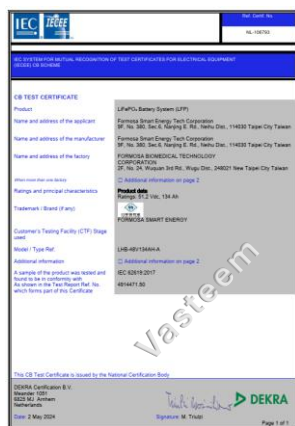 IEC IECEE
Ref. Certif. No.
NL-106793
IEC SYSTEM FOR MUTUAL RECOGNITION OF TEST CERTIFICATES FOR ELECTRICAL EQUIPMENT
(IECEE) CB SCHEME
CB TEST CERTIFICATE
Product
LiFePO₄ Battery System (LFP)
Name and address of the applicant
Formosa Smart Energy Tech Corporation
9F, No. 380, Sec.6, Nanjing E. Rd., Neihu Dist., 114030 Taipei City Taiwan
Name and address of the manufacturer
Formosa Smart Energy Tech Corporation
9F, No. 380, Sec.6, Nanjing E. Rd., Neihu Dist., 114030 Taipei City Taiwan
Name and address of the factory
FORMOSA BIOMEDICAL TECHNOLOGY
CORPORATION
2F, No. 24, Wuquan 3rd Rd., Wugu Dist., 248021 New Taipei City Taiwan
When more than one factory
☐ Additional information on page 2
Ratings and principal characteristics
Product data
Ratings: 51.2 Vdc, 134 Ah
Trademark / Brand (if any)
FORMOSA SMART ENERGY
Customer's Testing Facility (CTF) Stage
used
Model / Type Ref.
LHB-48V134AH-A
Additional information
☐ Additional information on page 2
A sample of the product was tested and
found to be in conformity with
IEC 62619:2017
As shown in the Test Report Ref. No.
which forms part of this Certificate
4914471.50
Vasteem
This CB Test Certificate is issued by the National Certification Body
DEKRA Certification B.V.
Meander 1051
6825 MJ Arnhem
Netherlands
DEKRA
Date: 2 May 2024
Signature: M. Triulzi
Page 1 of 1